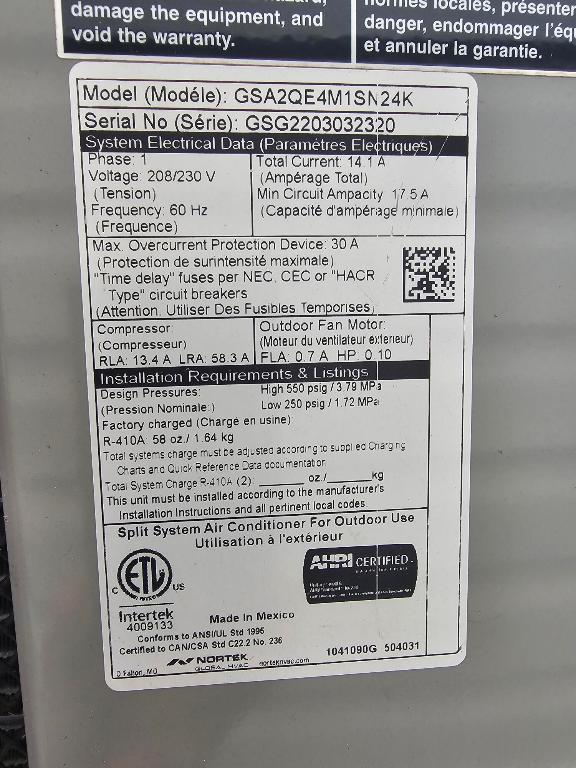 damage the equipment, and
void the warranty.
normes locales, présenter
danger, endommager l'équ
et annuler la garantie.
Model (Modéle): GSA2QE4M1SN24K
Serial No (Série): GSG2203032320
System Electrical Data (Paramétres Electriques)
Phase: 1
Voltage: 208/230 V
(Tension)
Frequency: 60 Hz
(Frequence)
Total Current: 14.1 A
(Ampérage Total)
Min Circuit Ampacity 17.5 A
(Capacité d'ampérage minimale)
Max. Overcurrent Protection Device: 30 A
(Protection de surintensité maximale)
"Time delay" fuses per NEC, CEC or "HACR
Type" circuit breakers
(Attention. Utiliser Des Fusibles Temporises)
Compressor:
(Compresseur)
RLA: 13.4 A LRA: 58.3 A
Outdoor Fan Motor:
(Moteur du ventilateur éxterieur)
FLA: 0.7 A HP: 0.10
Installation Requirements & Listings
Design Pressures: High 550 psig / 3.79 MPa
(Pression Nominale:) Low 250 psig / 1.72 MPa
Factory charged (Chargé en usine):
R-410A: 58 oz./ 1.64 kg
Total systems charge must be adjusted according to supplied Charging
Charts and Quick Reference Data documentation
Total System Charge R-410A (2): ______ oz./ ______kg
This unit must be installed according to the manufacturer's
Installation Instructions and all pertinent local codes
Split System Air Conditioner For Outdoor Use
Utilisation à l'extérieur
C ETL US
Intertek
4009133
AHRI CERTIFIED
Made In Mexico
Conforms to ANSI/UL Std 1995
Certified to CAN/CSA Std C22.2 No. 236
NORTEK
GLOBAL HVAC
nortekhvac.com
1041090G 504031
O'Fallon, MO